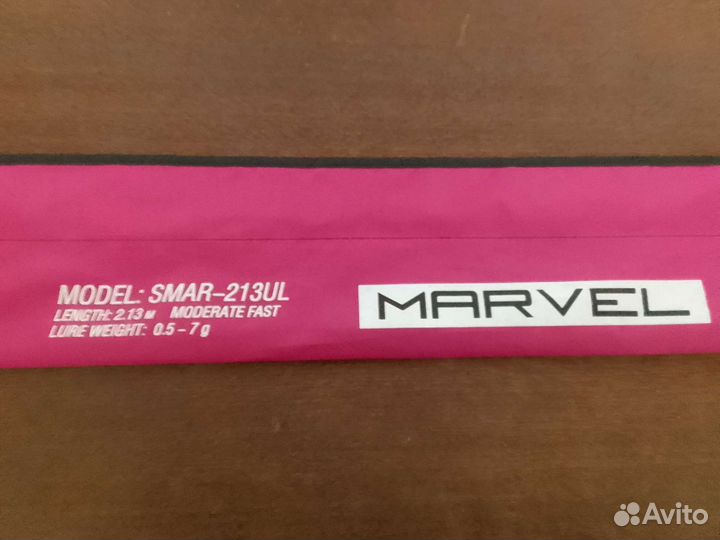 MODEL: SMAR-213UL
LENGTH: 2.13 м MODERATE FAST
LURE WEIGHT: 0.5 - 7 g
MARVEL
Avito